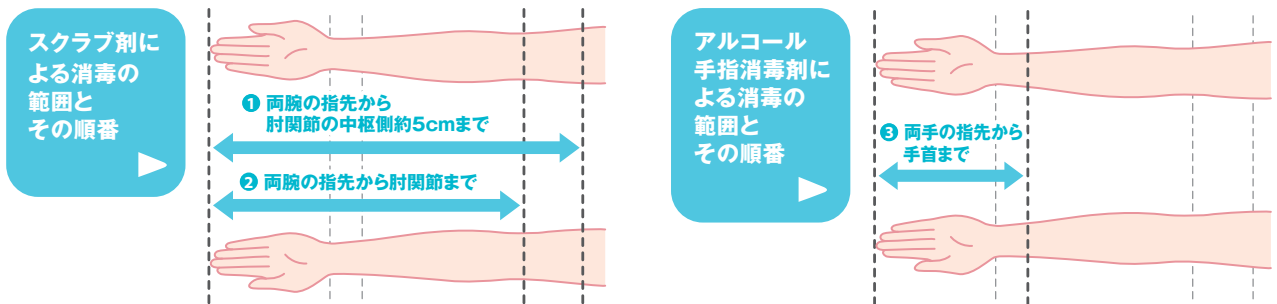 スクラブ剤に
よる消毒の
範囲と
その順番
❶ 両腕の指先から
肘関節の中枢側約5cmまで
❷ 両腕の指先から肘関節まで
アルコール
手指消毒剤に
よる消毒の
範囲と
その順番
❸ 両手の指先から
手首まで